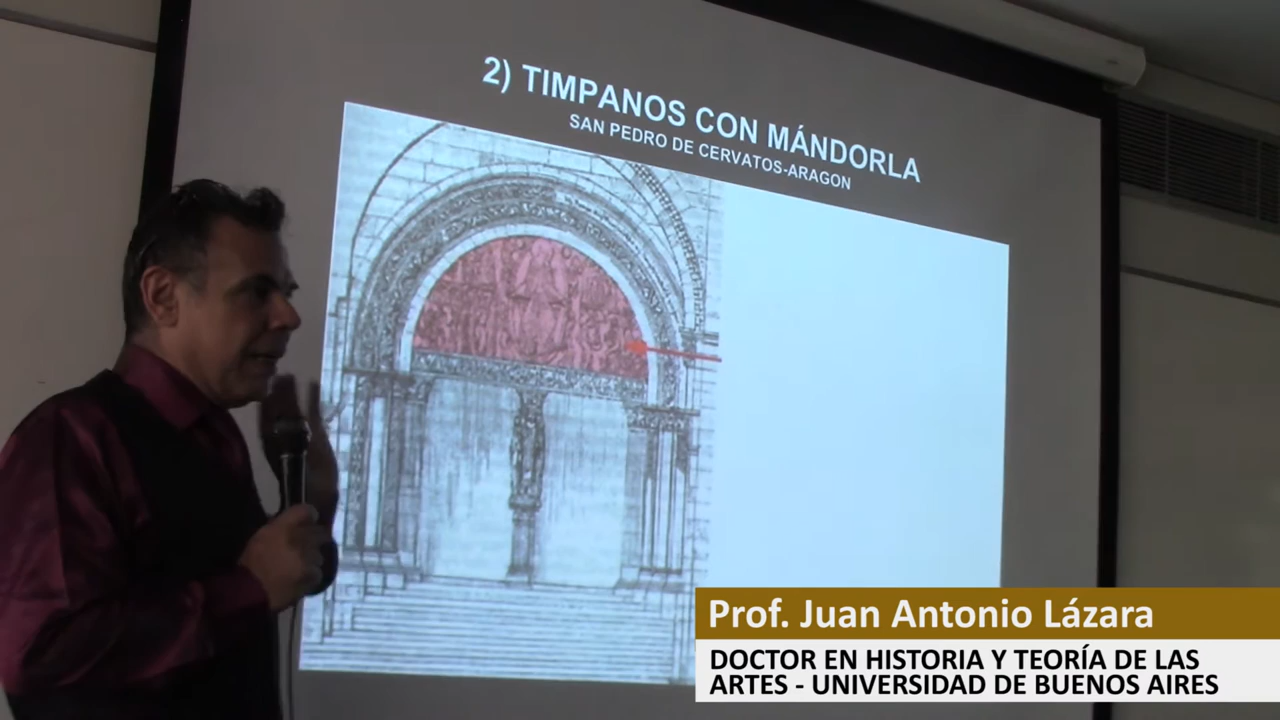 2) TIMPANOS CON MÁNDORLA
SAN PEDRO DE CERVATOS-ARAGON
Prof. Juan Antonio Lázara
DOCTOR EN HISTORIA Y TEORÍA DE LAS
ARTES - UNIVERSIDAD DE BUENOS AIRES